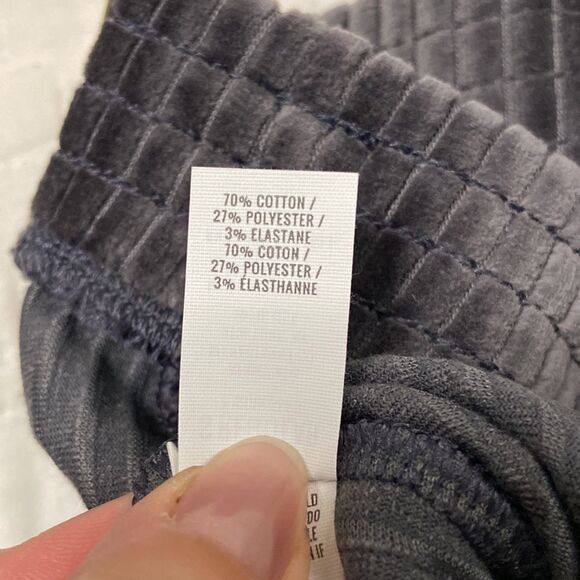 70% COTTON /
27% POLYESTER /
3% ELASTANE
70% COTON /
27% POLYESTER /
3% ÉLASTHANNE